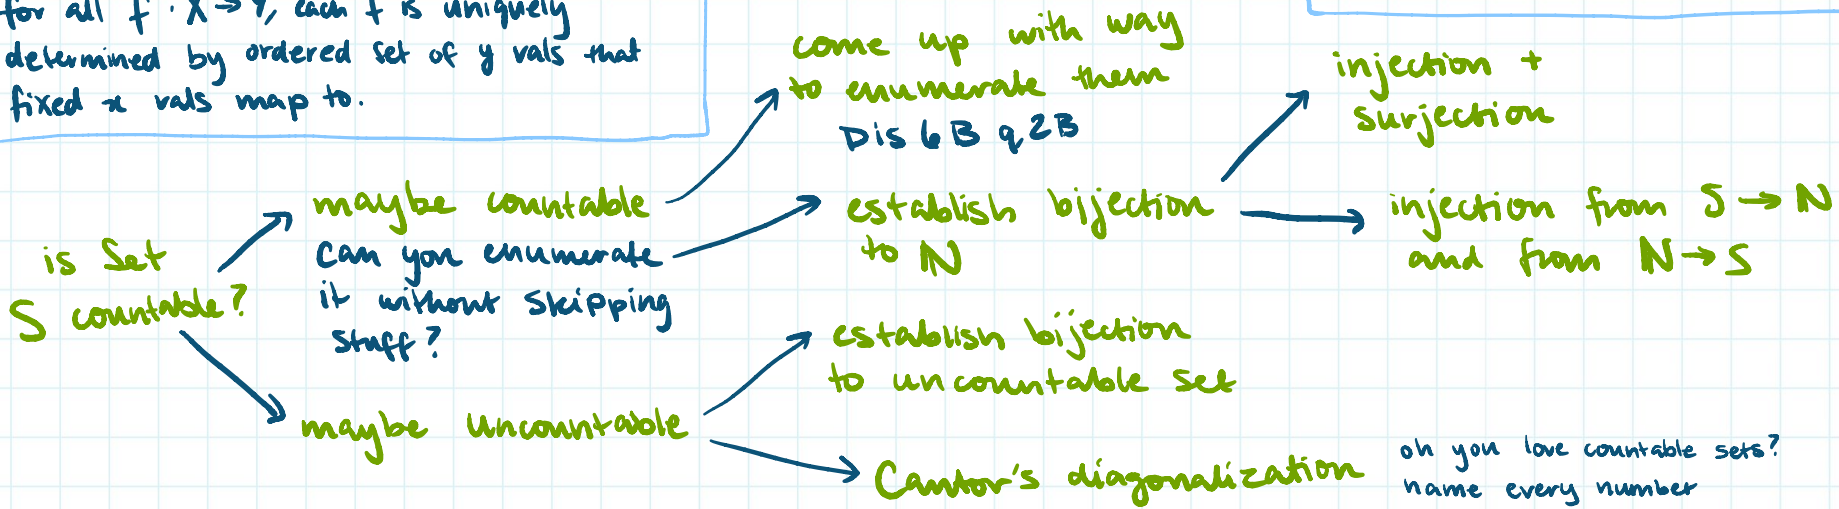 for all f : X → Y, each f is uniquely
determined by ordered set of y vals that
fixed x vals map to.
is Set
S countable?
maybe countable
can you enumerate
it without skipping
stuff?
maybe uncountable
come up with way
to enumerate them
Dis 6B q2B
establish bijection
to N
injection +
surjection
injection from S → N
and from N → S
establish bijection
to uncountable set
Cantor's diagonalization
oh you love countable sets?
name every number